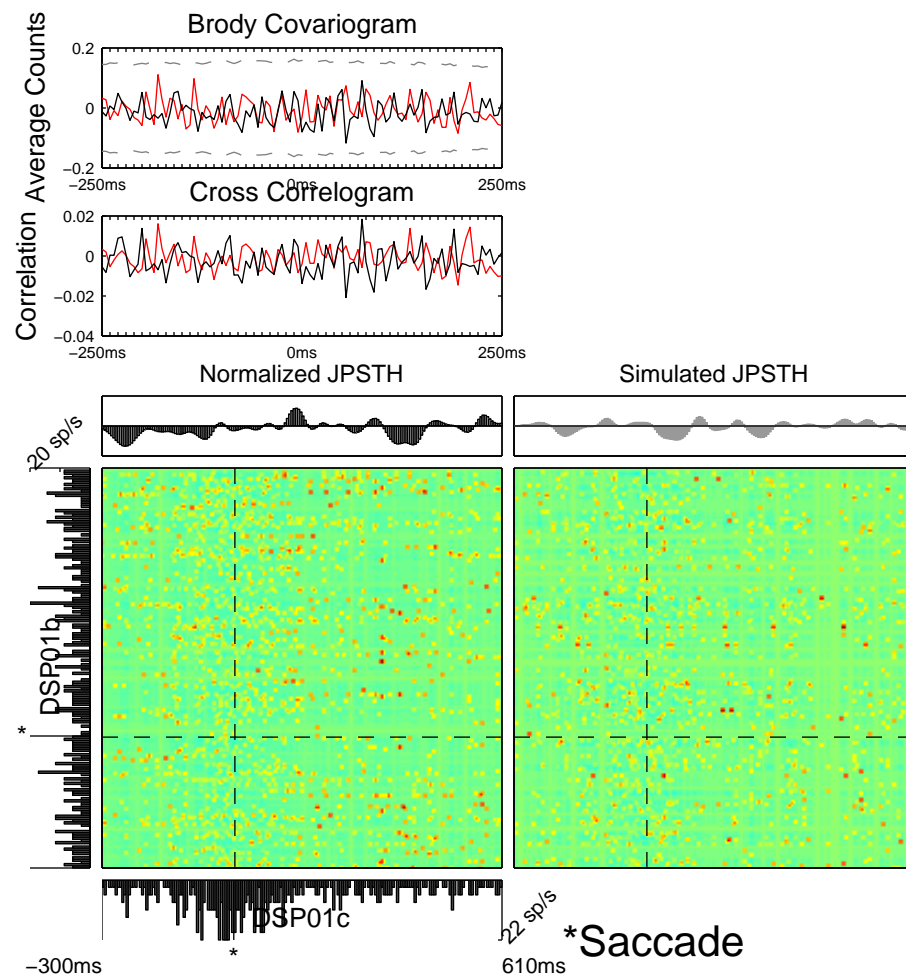 Brody Covariogram
Average Counts
0.2
0
−0.2
−250ms
0ms
250ms
Cross Correlogram
Correlation
0.02
0
−0.02
−0.04
−250ms
0ms
250ms
Normalized JPSTH
Simulated JPSTH
20 sp/s
DSP01b
*
DSP01c
*
22 sp/s
*Saccade
−300ms
610ms